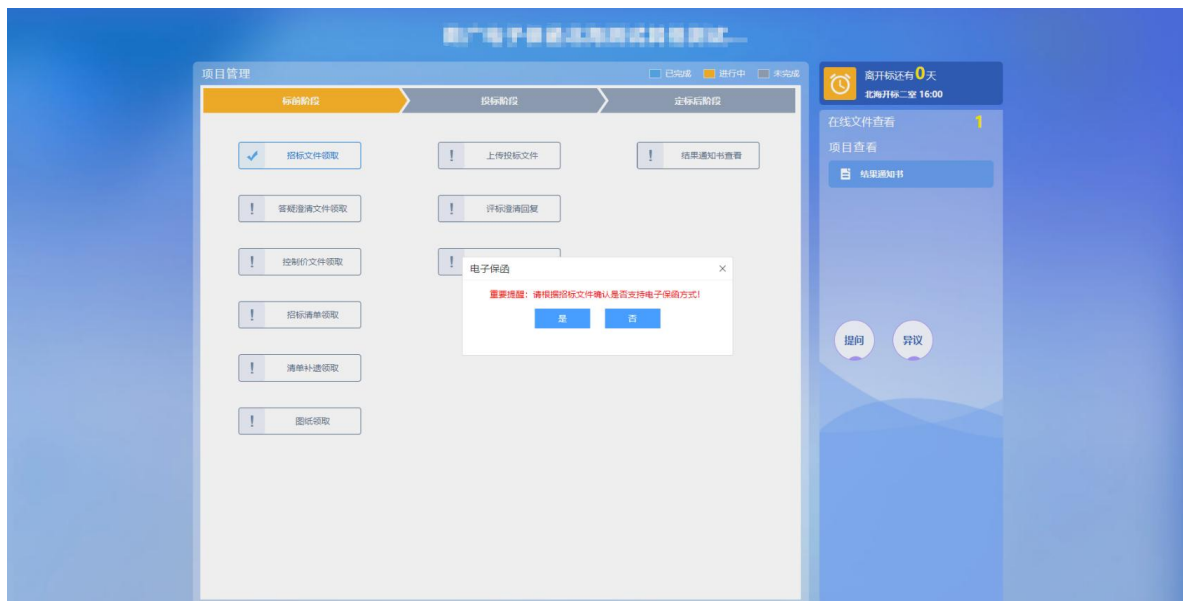 项目管理
已完成 进行中 未完成
标前阶段 投标阶段 定标后阶段
招标文件领取 上传投标文件 结果通知书查看
答疑澄清文件领取 评标澄清回复
控制价文件领取
招标清单领取
清单补遗领取
图纸领取
电子保函 ×
重要提醒：请根据招标文件确认是否支持电子保函方式!
是 否
离开标还有0天
北海开标二室 16:00
在线文件查看 1
项目查看
结果通知书
提问 异议